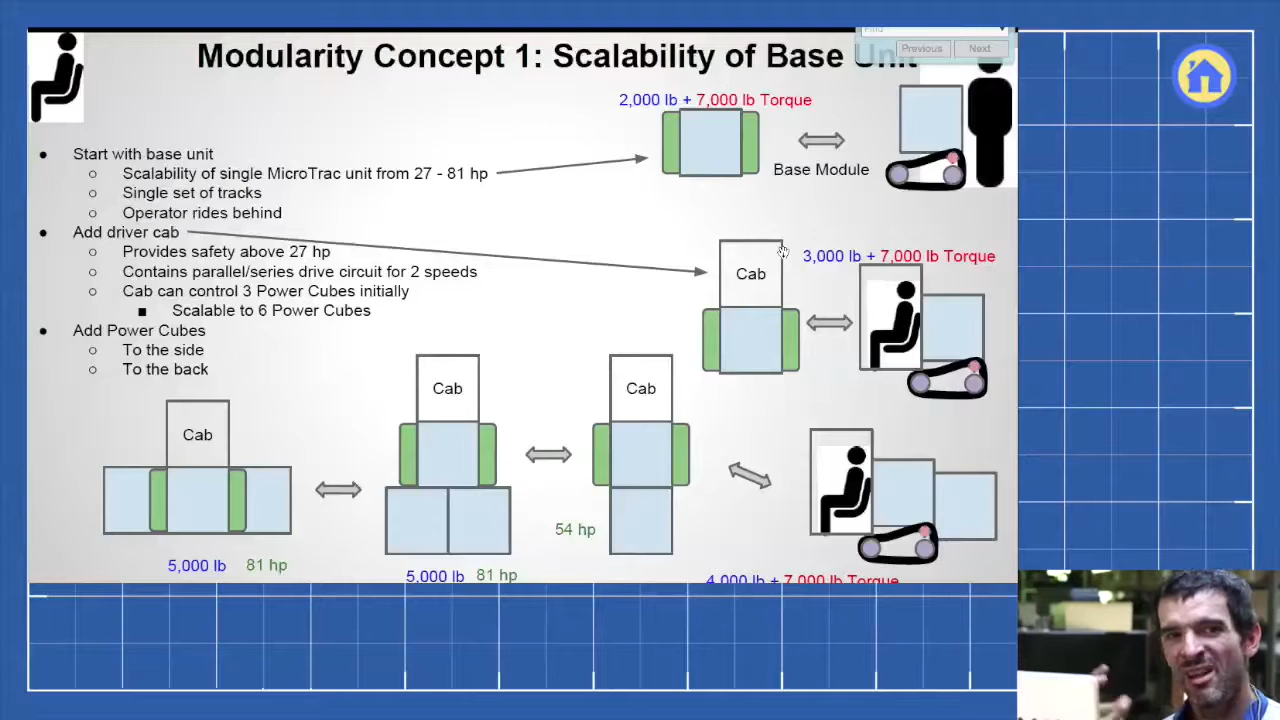 Modularity Concept 1: Scalability of Base Unit
Previous
Next
2,000 lb + 7,000 lb Torque
Base Module
● Start with base unit
○ Scalability of single MicroTrac unit from 27 - 81 hp
○ Single set of tracks
○ Operator rides behind
● Add driver cab
○ Provides safety above 27 hp
○ Contains parallel/series drive circuit for 2 speeds
○ Cab can control 3 Power Cubes initially
■ Scalable to 6 Power Cubes
● Add Power Cubes
○ To the side
○ To the back
Cab
3,000 lb + 7,000 lb Torque
Cab
Cab
Cab
54 hp
5,000 lb 81 hp
5,000 lb 81 hp
4,000 lb + 7,000 lb Torque